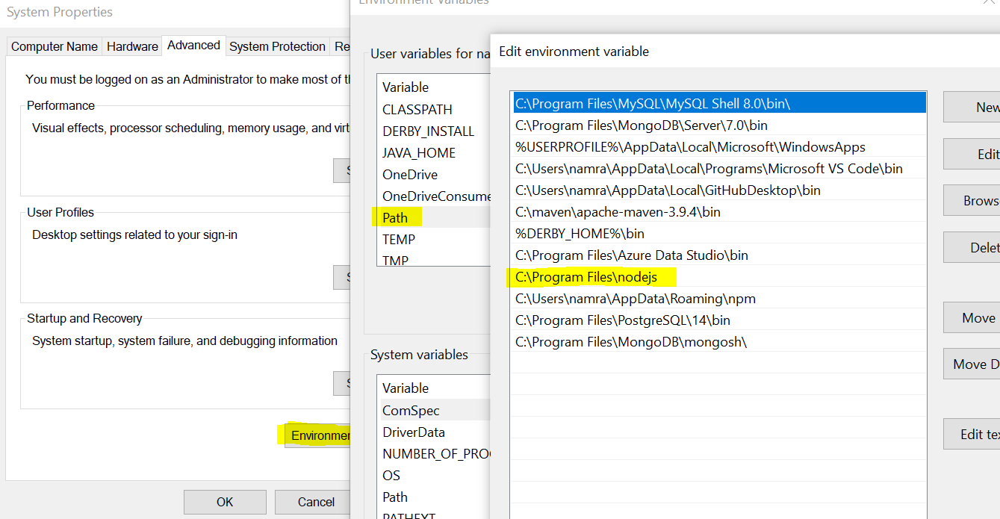 System Properties
Computer Name
Hardware
Advanced
System Protection
Re
You must be logged on as an Administrator to make most of th
Performance
Visual effects, processor scheduling, memory usage, and virt
S
User Profiles
Desktop settings related to your sign-in
S
Startup and Recovery
System startup, system failure, and debugging information
S
Environmen
OK
Cancel
Environment Variables
User variables for na
Variable
CLASSPATH
DERBY_INSTALL
JAVA_HOME
OneDrive
OneDriveConsume
Path
TEMP
TMP
System variables
Variable
ComSpec
DriverData
NUMBER_OF_PROC
OS
Path
PATHEXT
Edit environment variable
C:\Program Files\MySQL\MySQL Shell 8.0\bin\
C:\Program Files\MongoDB\Server\7.0\bin
%USERPROFILE%\AppData\Local\Microsoft\WindowsApps
C:\Users\namra\AppData\Local\Programs\Microsoft VS Code\bin
C:\Users\namra\AppData\Local\GitHubDesktop\bin
C:\maven\apache-maven-3.9.4\bin
%DERBY_HOME%\bin
C:\Program Files\Azure Data Studio\bin
C:\Program Files\nodejs
C:\Users\namra\AppData\Roaming\npm
C:\Program Files\PostgreSQL\14\bin
C:\Program Files\MongoDB\mongosh\
New
Edit
Brows
Delet
Move
Move D
Edit te